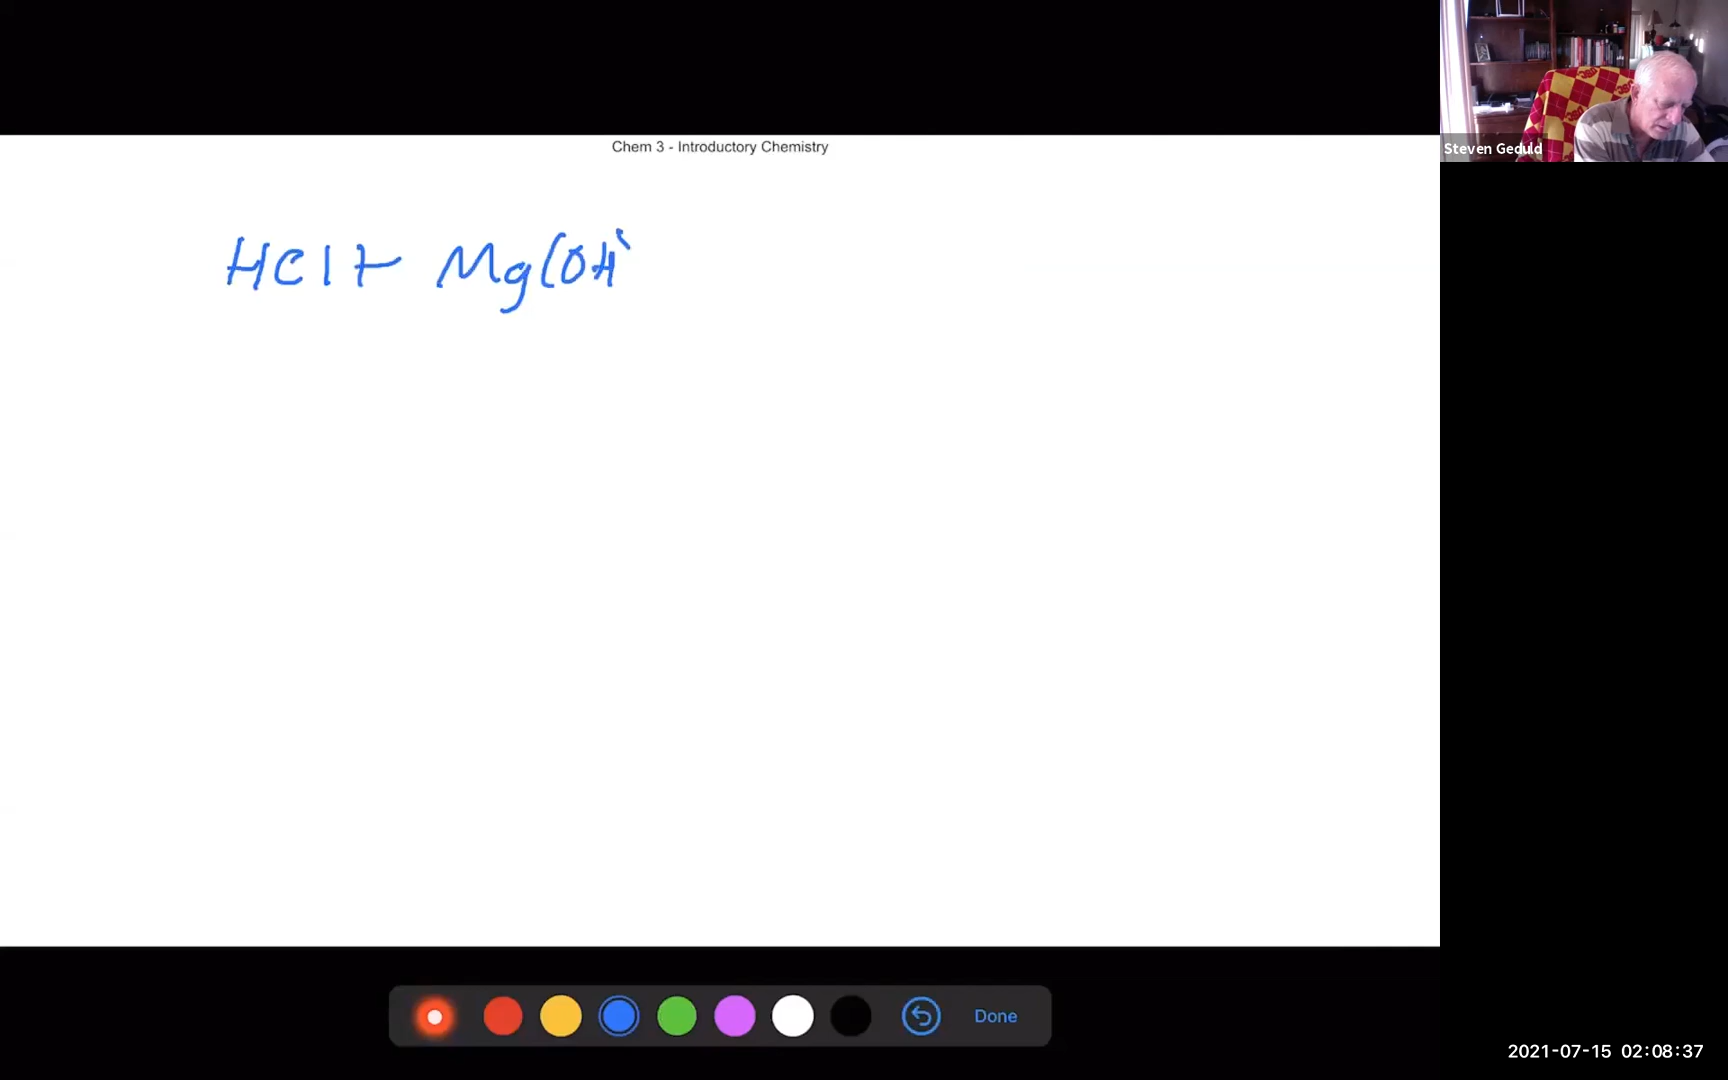 Steven Geduld
Chem 3 - Introductory Chemistry
HCl + Mg(OH
Done
2021-07-15 02:08:37